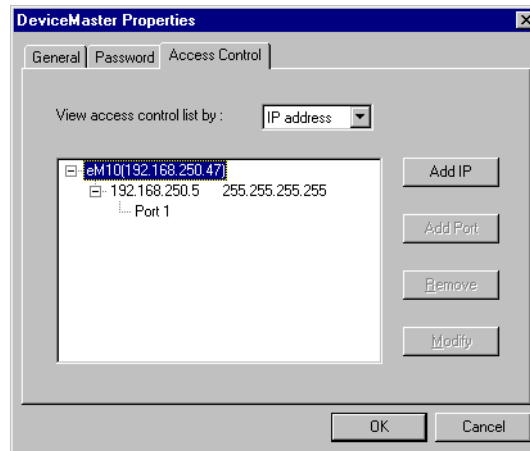 DeviceMaster Properties
General Password Access Control
View access control list by : IP address
eM10(192.168.250.47)
192.168.250.5 255.255.255.255
Port 1
Add IP
Add Port
Remove
Modify
OK Cancel